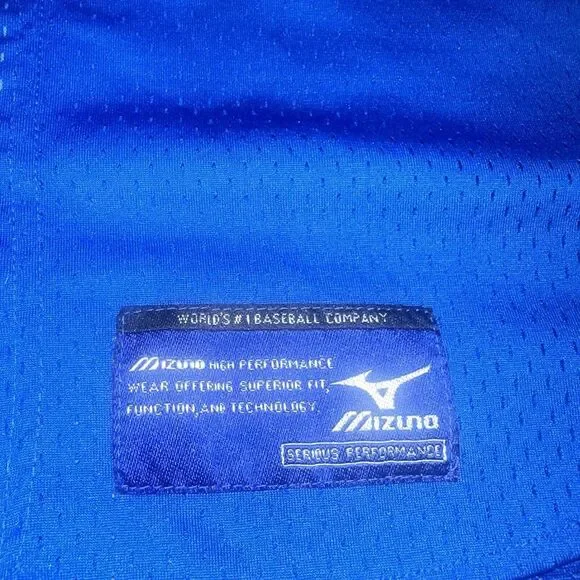 WORLD'S #1 BASEBALL COMPANY
MIZUNO HIGH PERFORMANCE
WEAR OFFERING SUPERIOR FIT,
FUNCTION, AND TECHNOLOGY.
MIZUNO
SERIOUS PERFORMANCE